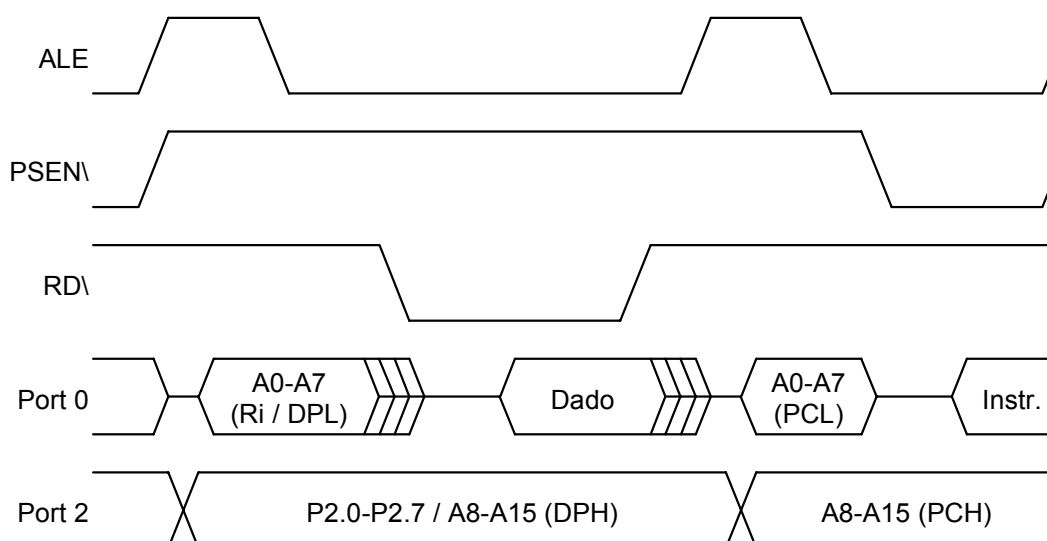 ALE
PSEN\
RD\
Port 0
A0-A7
(Ri / DPL)
Dado
A0-A7
(PCL)
Instr.
Port 2
P2.0-P2.7 / A8-A15 (DPH)
A8-A15 (PCH)